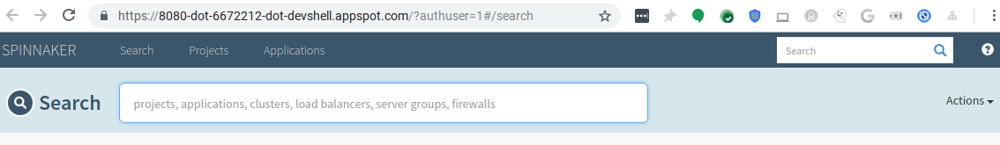 https://8080-dot-6672212-dot-devshell.appspot.com/?authuser=1#/search
SPINNAKER Search Projects Applications Search
Search projects, applications, clusters, load balancers, server groups, firewalls Actions